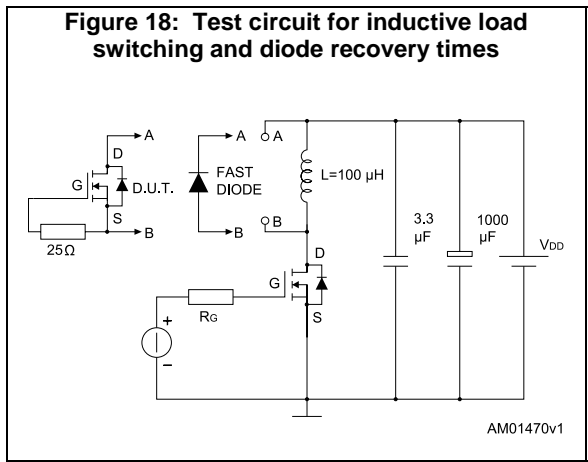 Figure 18: Test circuit for inductive load
switching and diode recovery times
A
A
A
D
G
D.U.T.
FAST
DIODE
L=100 µH
S
B
B
B
25Ω
D
3.3
µF
1000
µF
VDD
G
RG
S
+
-
AM01470v1